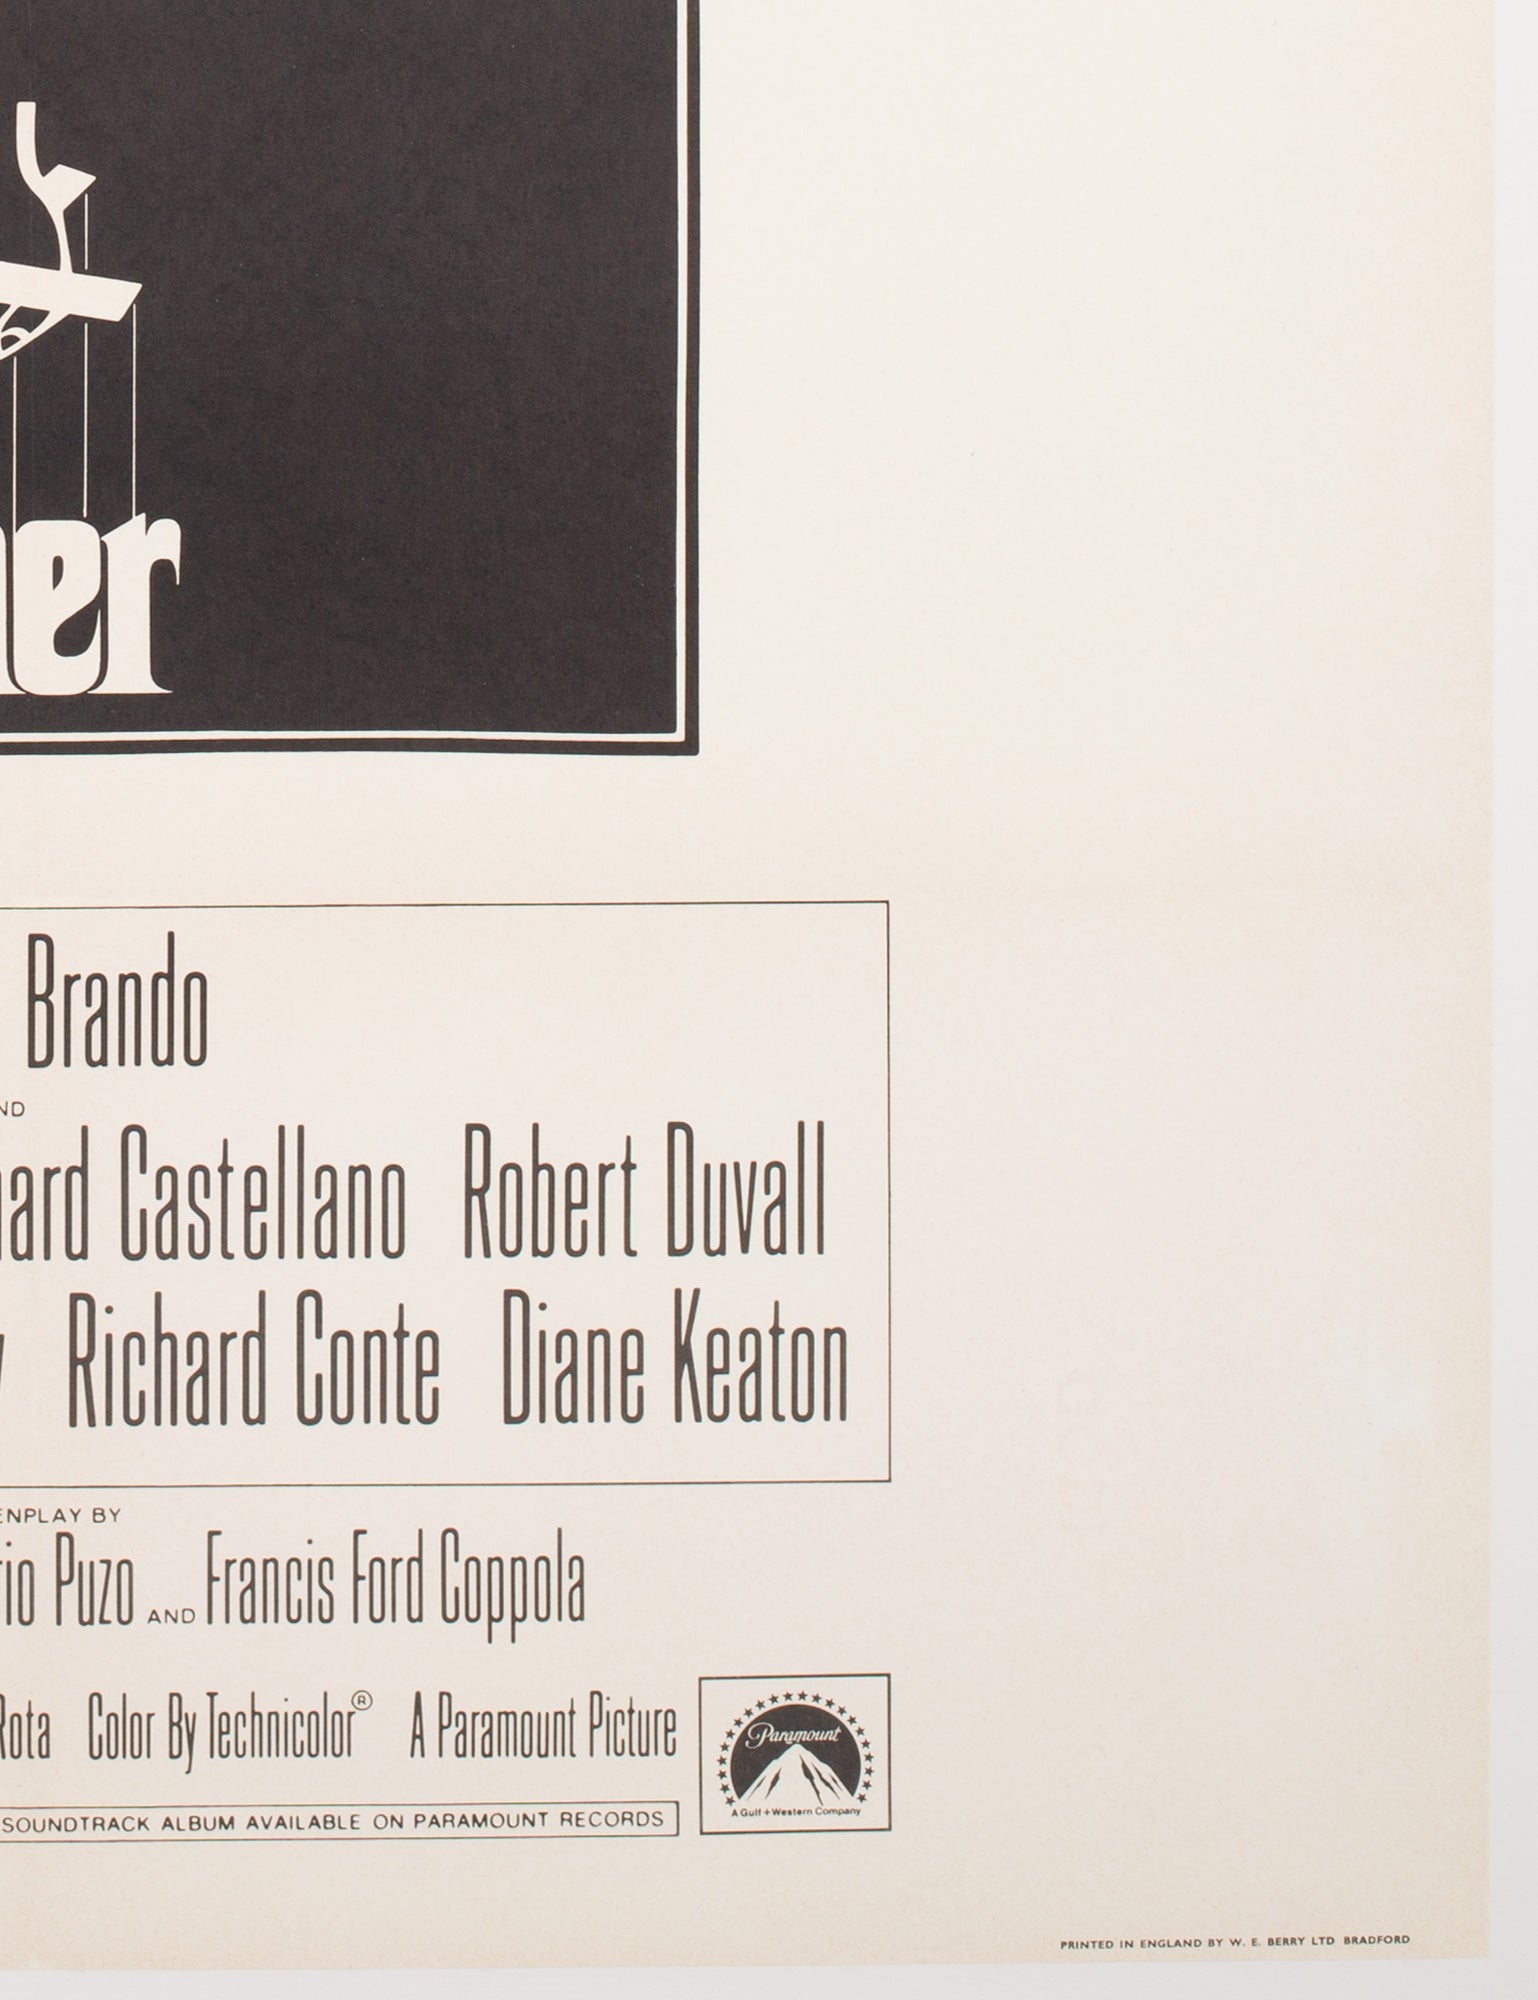 er
Brando
ND
ard Castellano Robert Duvall
Richard Conte Diane Keaton
ENPLAY BY
rio Puzo AND Francis Ford Coppola
Rota Color By Technicolor® A Paramount Picture
Paramount
A Gulf+Western Company
SOUNDTRACK ALBUM AVAILABLE ON PARAMOUNT RECORDS
PRINTED IN ENGLAND BY W. E. BERRY LTD BRADFORD